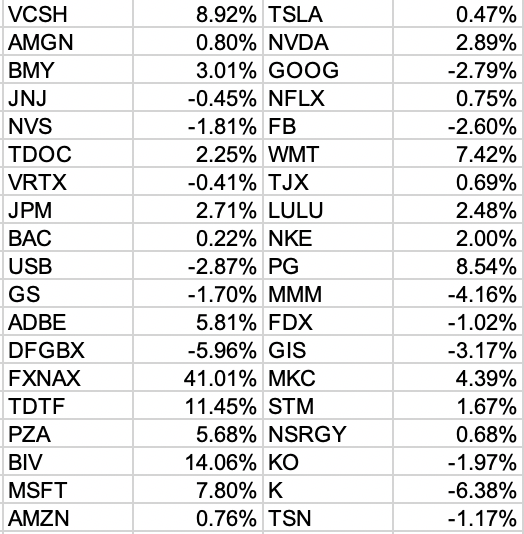 VCSH 8.92% TSLA 0.47%
AMGN 0.80% NVDA 2.89%
BMY 3.01% GOOG -2.79%
JNJ -0.45% NFLX 0.75%
NVS -1.81% FB -2.60%
TDOC 2.25% WMT 7.42%
VRTX -0.41% TJX 0.69%
JPM 2.71% LULU 2.48%
BAC 0.22% NKE 2.00%
USB -2.87% PG 8.54%
GS -1.70% MMM -4.16%
ADBE 5.81% FDX -1.02%
DFGBX -5.96% GIS -3.17%
FXNAX 41.01% MKC 4.39%
TDTF 11.45% STM 1.67%
PZA 5.68% NSRGY 0.68%
BIV 14.06% KO -1.97%
MSFT 7.80% K -6.38%
AMZN 0.76% TSN -1.17%